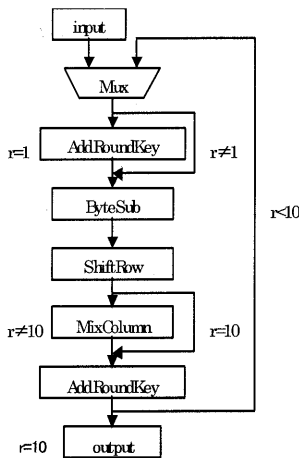 input
Mux
AddRoundKey
r=1
r≠1
r<10
ByteSub
ShiftRow
MixColumn
r≠10
r=10
AddRoundKey
output
r=10